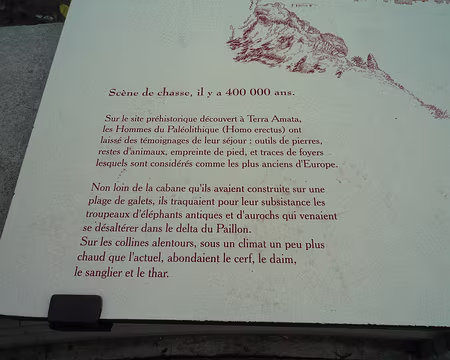 Scène de chasse, il y a 400 000 ans.
Sur le site préhistorique découvert à Terra Amata,
les Hommes du Paléolithique (Homo erectus) ont
laissé des témoignages de leur séjour : outils de pierres,
restes d'animaux, empreinte de pied, et traces de foyers
lesquels sont considérés comme les plus anciens d'Europe.
Non loin de la cabane qu'ils avaient construite sur une
plage de galets, ils traquaient pour leur subsistance les
troupeaux d'éléphants antiques et d'aurochs qui venaient
se désaltérer dans le delta du Paillon.
Sur les collines alentours, sous un climat un peu plus
chaud que l'actuel, abondaient le cerf, le daim,
le sanglier et le thar.